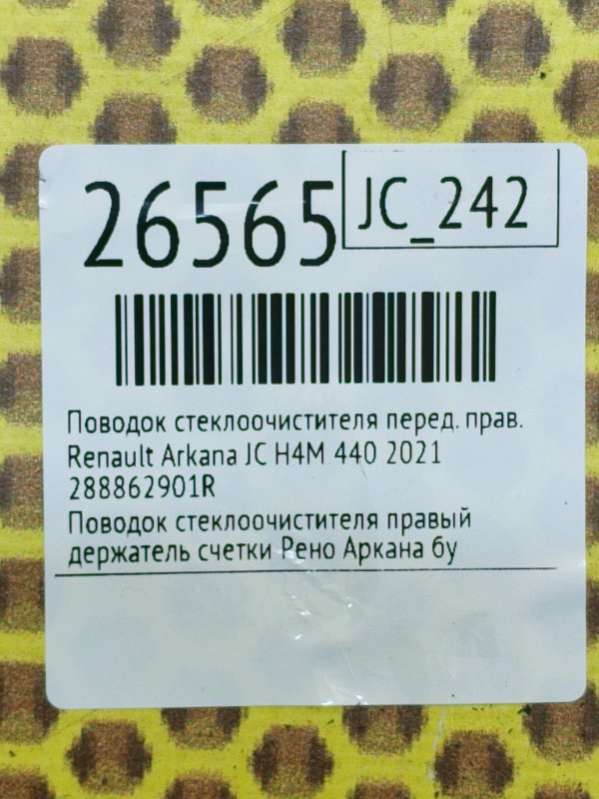 26565 JC_242
Поводок стеклоочистителя перед. прав.
Renault Arkana JC H4M 440 2021
288862901R
Поводок стеклоочистителя правый
держатель счетки Рено Аркана бу